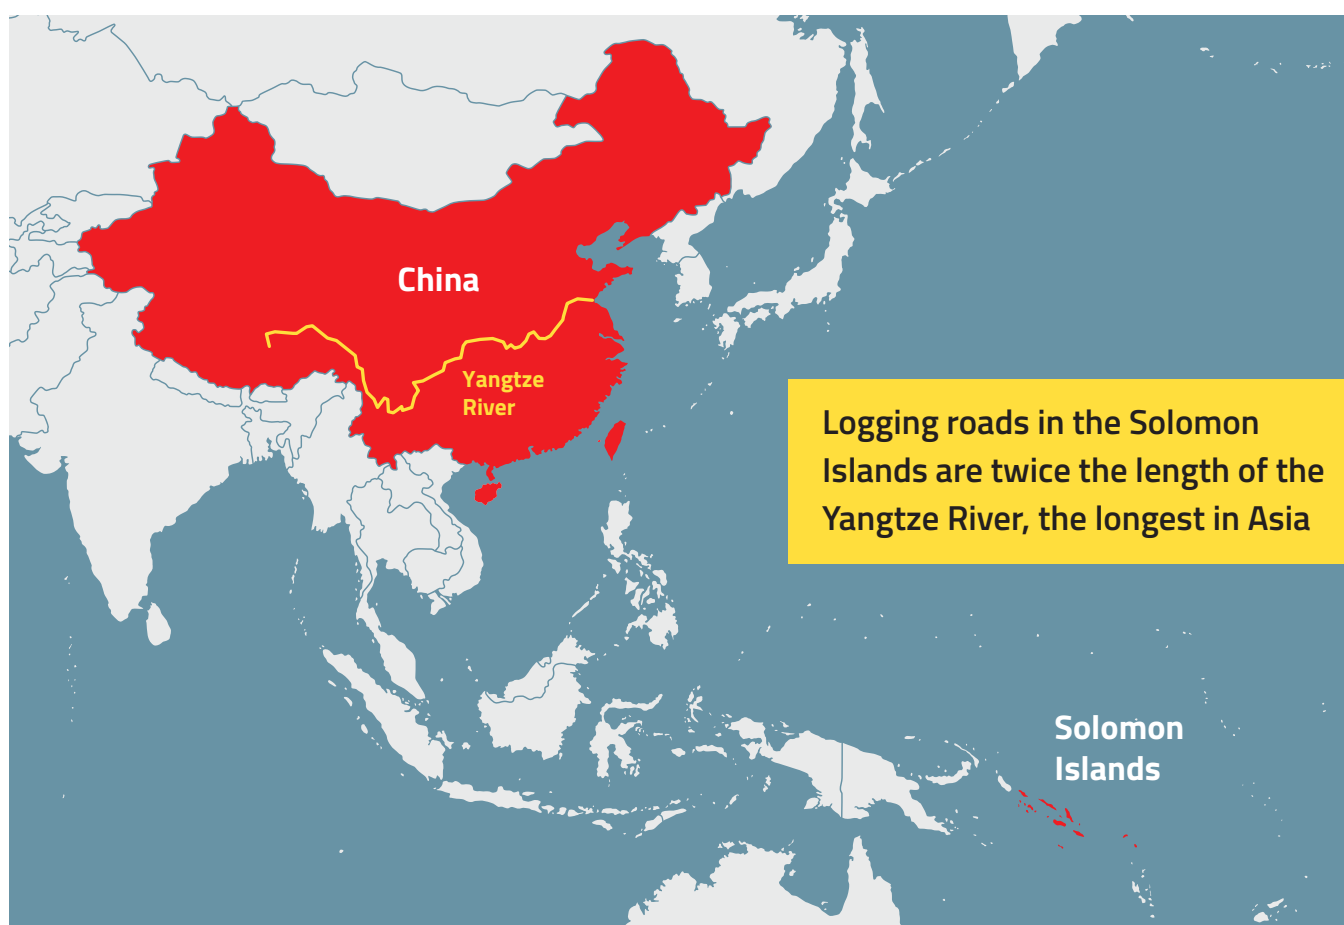 China
Yangtze
River
Logging roads in the Solomon
Islands are twice the length of the
Yangtze River, the longest in Asia
Solomon
Islands